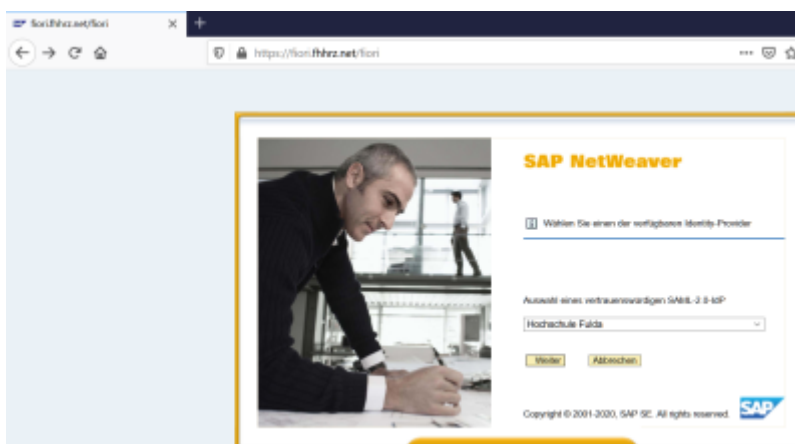 fiori.fhhrz.net/fiori
https://fiori.fhhrz.net/fiori
SAP NetWeaver
Wählen Sie einen der verfügbaren Identity-Provider
Auswahl eines vertrauenswürdigen SAML-2.0-IdP
Hochschule Fulda
Weiter Abbrechen
Copyright © 2001-2020, SAP SE. All rights reserved.
SAP